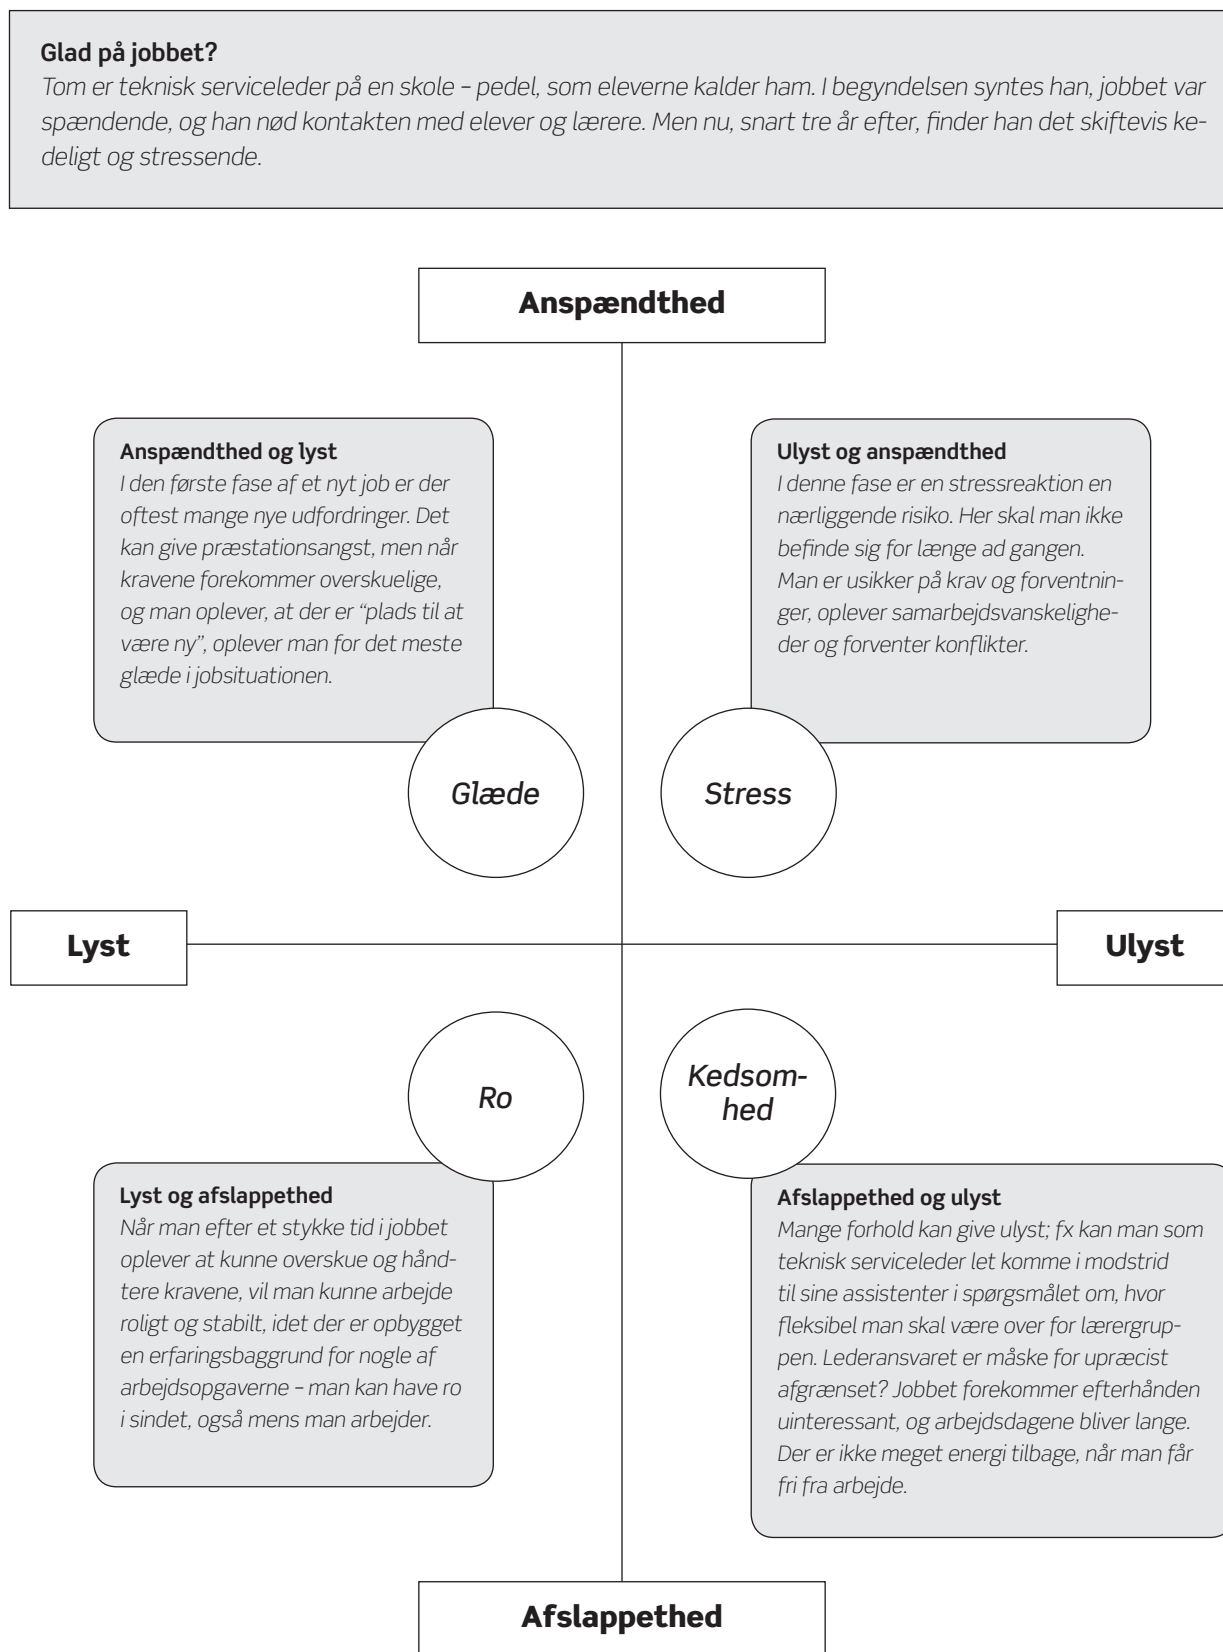 Glad på jobbet?
Tom er teknisk serviceleder på en skole – pedel, som eleverne kalder ham. I begyndelsen syntes han, jobbet var
spændende, og han nød kontakten med elever og lærere. Men nu, snart tre år efter, finder han det skiftevis ke-
deligt og stressende.
Anspændthed
Anspændthed og lyst
I den første fase af et nyt job er der
oftest mange nye udfordringer. Det
kan give præstationsangst, men når
kravene forekommer overskuelige,
og man oplever, at der er “plads til at
være ny”, oplever man for det meste
glæde i jobsituationen.
Glæde
Ulyst og anspændthed
I denne fase er en stressreaktion en
nærliggende risiko. Her skal man ikke
befinde sig for længe ad gangen.
Man er usikker på krav og forventnin-
ger, oplever samarbejdsvanskelighe-
der og forventer konflikter.
Stress
Lyst
Ulyst
Ro
Lyst og afslappethed
Når man efter et stykke tid i jobbet
oplever at kunne overskue og hånd-
tere kravene, vil man kunne arbejde
roligt og stabilt, idet der er opbygget
en erfaringsbaggrund for nogle af
arbejdsopgaverne – man kan have ro
i sindet, også mens man arbejder.
Kedsom-
hed
Afslappethed og ulyst
Mange forhold kan give ulyst; fx kan man som
teknisk serviceleder let komme i modstrid
til sine assistenter i spørgsmålet om, hvor
fleksibel man skal være over for lærergrup-
pen. Lederansvaret er måske for upræcist
afgrænset? Jobbet forekommer efterhånden
uinteressant, og arbejdsdagene bliver lange.
Der er ikke meget energi tilbage, når man får
fri fra arbejde.
Afslappethed